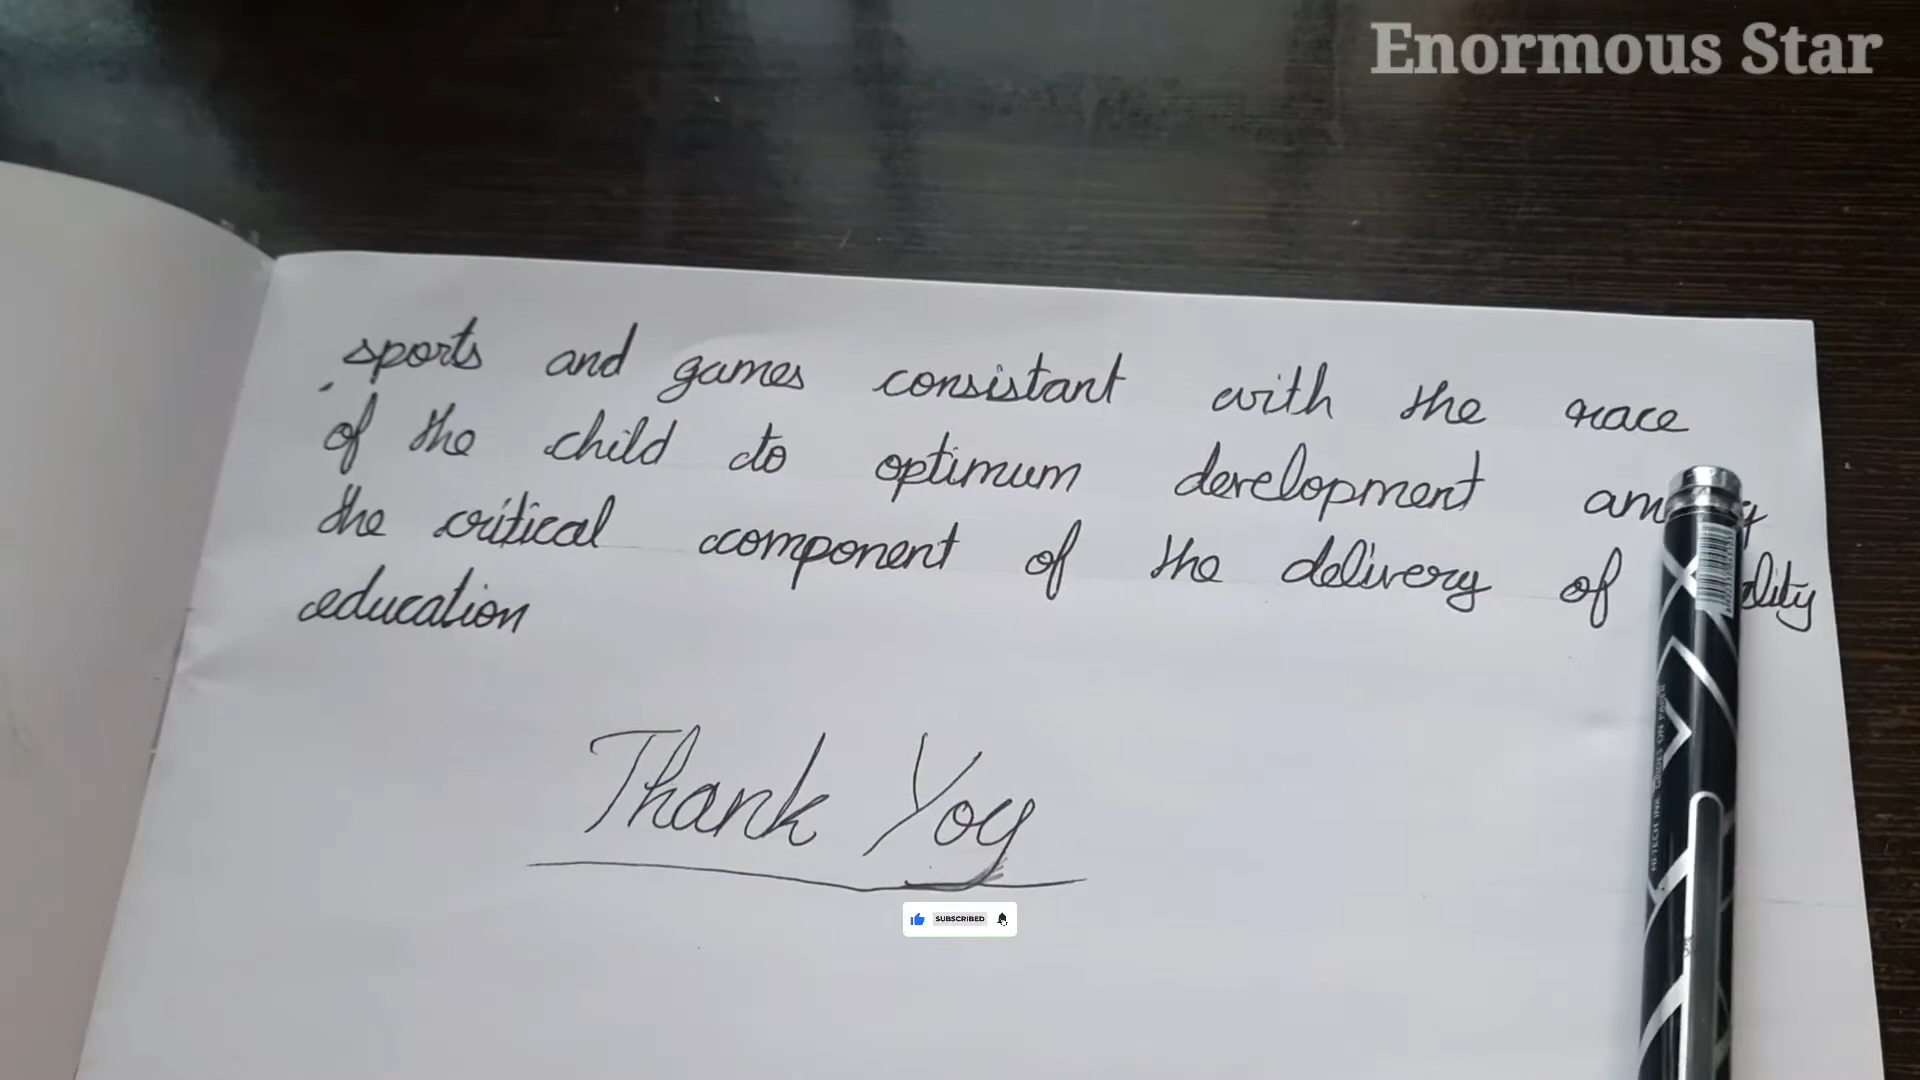 Enormous Star
sports and games consistant with the race
of the child to optimum development
the critical component of the delivery of
education
Thank You
SUBSCRIBED